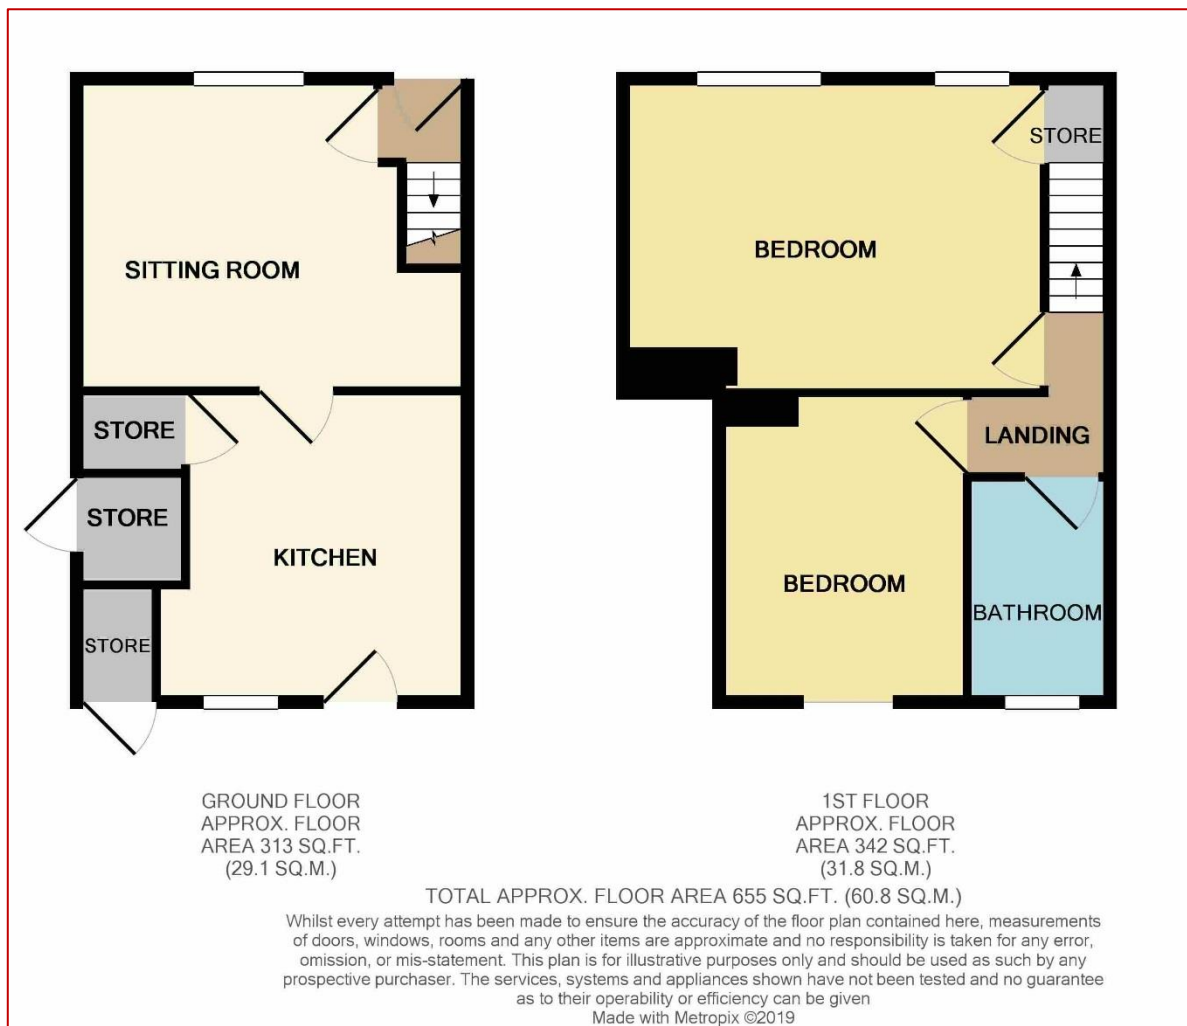 SITTING ROOM
STORE
STORE
STORE
KITCHEN
STORE
BEDROOM
LANDING
BEDROOM
BATHROOM
GROUND FLOOR
APPROX. FLOOR
AREA 313 SQ.FT.
(29.1 SQ.M.)
1ST FLOOR
APPROX. FLOOR
AREA 342 SQ.FT.
(31.8 SQ.M.)
TOTAL APPROX. FLOOR AREA 655 SQ.FT. (60.8 SQ.M.)
Whilst every attempt has been made to ensure the accuracy of the floor plan contained here, measurements
of doors, windows, rooms and any other items are approximate and no responsibility is taken for any error,
omission, or mis-statement. This plan is for illustrative purposes only and should be used as such by any
prospective purchaser. The services, systems and appliances shown have not been tested and no guarantee
as to their operability or efficiency can be given
Made with Metropix ©2019